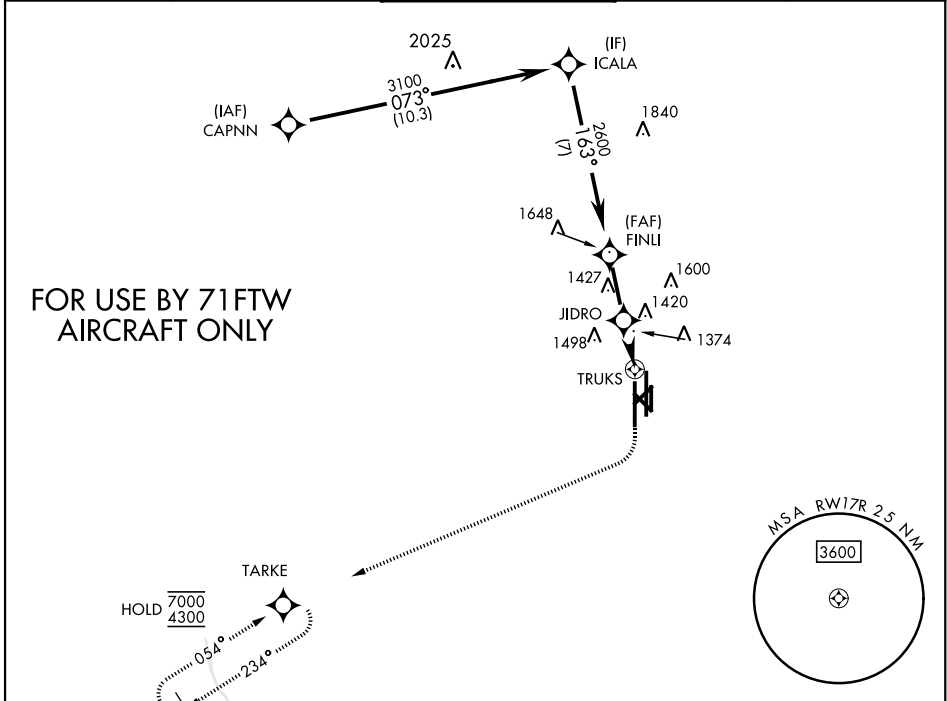 2025
(IF)
ICALA
3100
073°
(10.3)
(IAF)
CAPNN
1840
2600
163°
(7)
1648
(FAF)
FINLI
1427
1600
FOR USE BY 71FTW
AIRCRAFT ONLY
JIDRO
1420
1498
1374
TRUKS
MSA RW17R 25 NM
3600
TARKE
HOLD 7000
4300
054°
234°